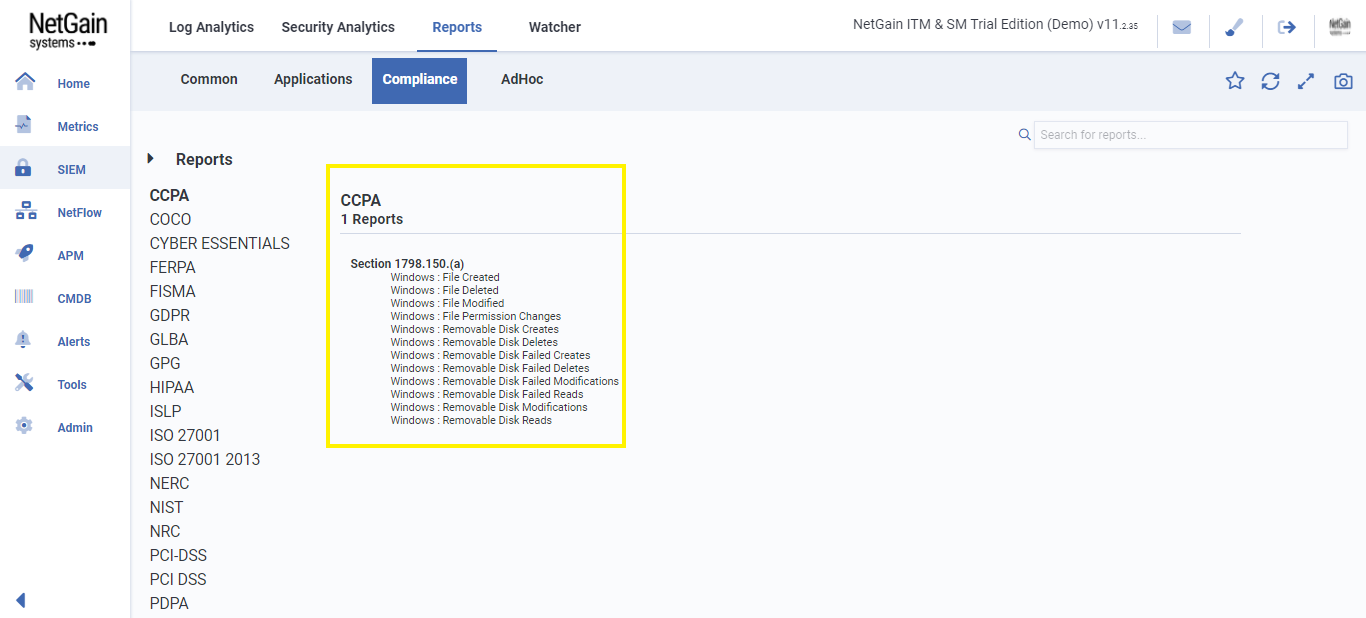 NetGain
systems
Log Analytics
Security Analytics
Reports
Watcher
NetGain ITM & SM Trial Edition (Demo) v11.2.35
NetGain
Home
Metrics
SIEM
NetFlow
APM
CMDB
Alerts
Tools
Admin
Common
Applications
Compliance
AdHoc
Search for reports...
Reports
CCPA
COCO
CYBER ESSENTIALS
FERPA
FISMA
GDPR
GLBA
GPG
HIPAA
ISLP
ISO 27001
ISO 27001 2013
NERC
NIST
NRC
PCI-DSS
PCI DSS
PDPA
CCPA
1 Reports
Section 1798.150.(a)
Windows : File Created
Windows : File Deleted
Windows : File Modified
Windows : File Permission Changes
Windows : Removable Disk Creates
Windows : Removable Disk Deletes
Windows : Removable Disk Failed Creates
Windows : Removable Disk Failed Deletes
Windows : Removable Disk Failed Modifications
Windows : Removable Disk Failed Reads
Windows : Removable Disk Modifications
Windows : Removable Disk Reads